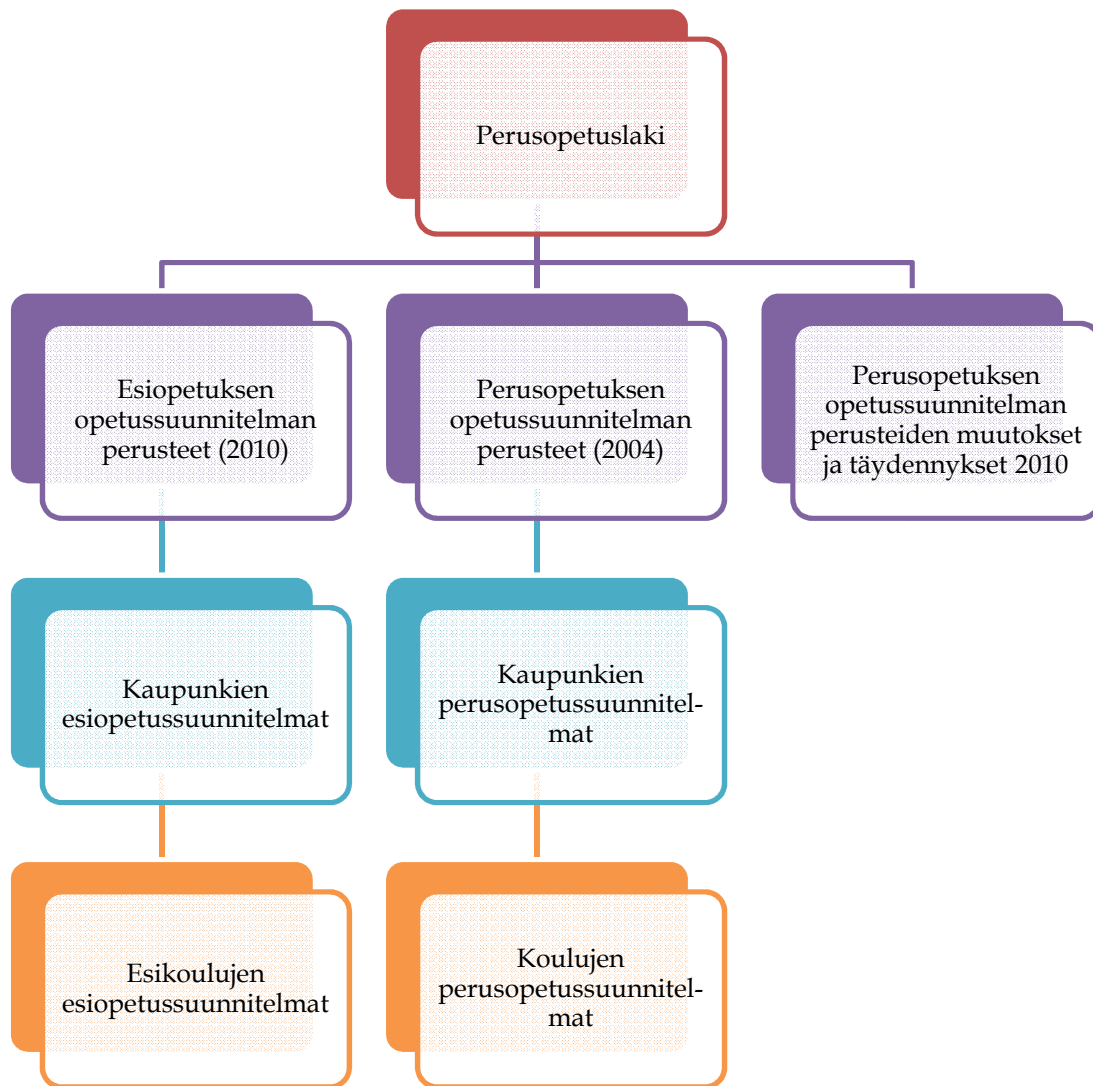 Perusopetuslaki
Esiopetuksen
opetussuunnitelman
perusteet (2010)
Perusopetuksen
opetussuunnitelman
perusteet (2004)
Perusopetuksen
opetussuunnitelman
perusteiden muutokset
ja täydennykset 2010
Kaupunkien
esiopetussuunnitelmat
Kaupunkien
perusopetussuunnitel-
mat
Esikoulujen
esiopetussuunnitelmat
Koulujen
perusopetussuunnitel-
mat